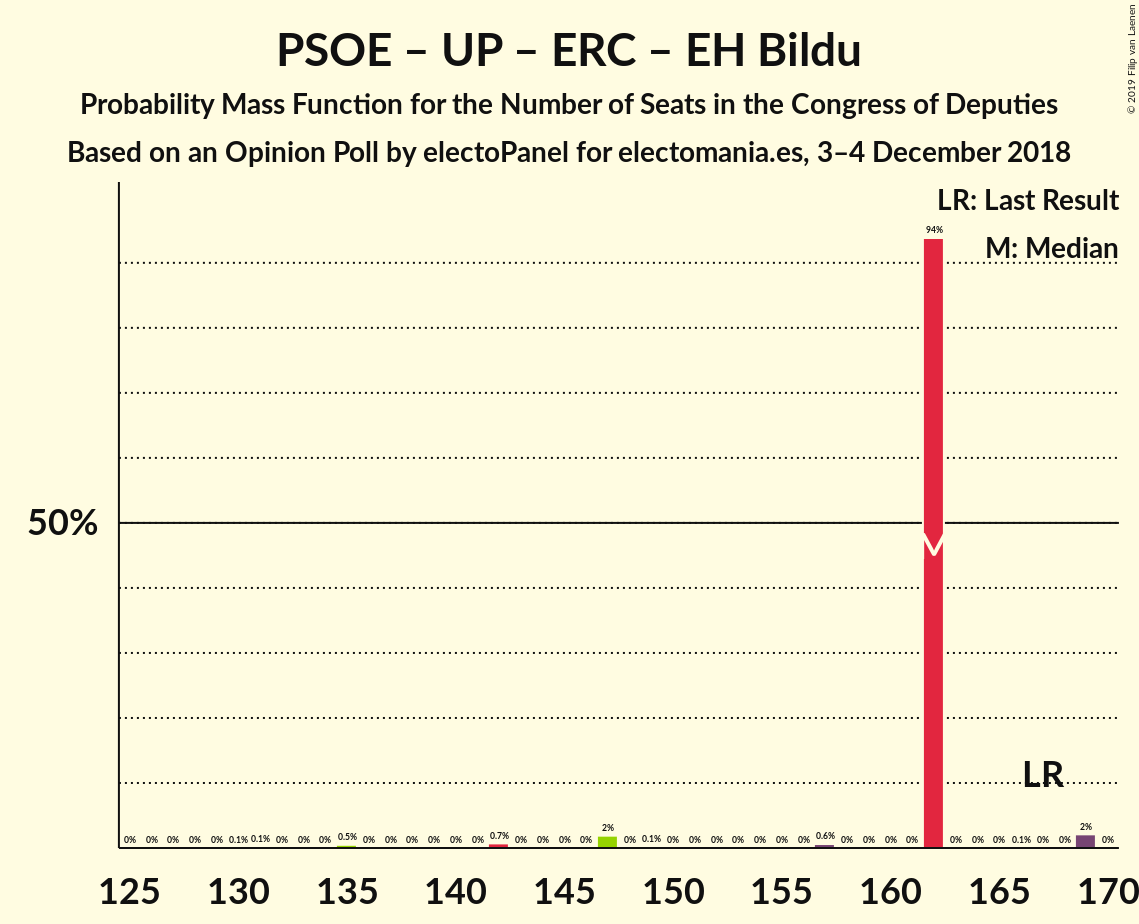 PSOE – UP – ERC – EH Bildu
Probability Mass Function for the Number of Seats in the Congress of Deputies
Based on an Opinion Poll by electoPanel for electomania.es, 3–4 December 2018
© 2019 Filip van Laenen
LR: Last Result
M: Median
94%
50%
LR
0% 0% 0% 0% 0% 0.1% 0.1% 0% 0% 0% 0.5% 0% 0% 0% 0% 0% 0% 0.7% 0% 0% 0% 0% 2% 0% 0.1% 0% 0% 0% 0% 0% 0% 0% 0.6% 0% 0% 0% 0% 0% 0% 0% 0.1% 0% 0% 2% 0%
125 130 135 140 145 150 155 160 165 170